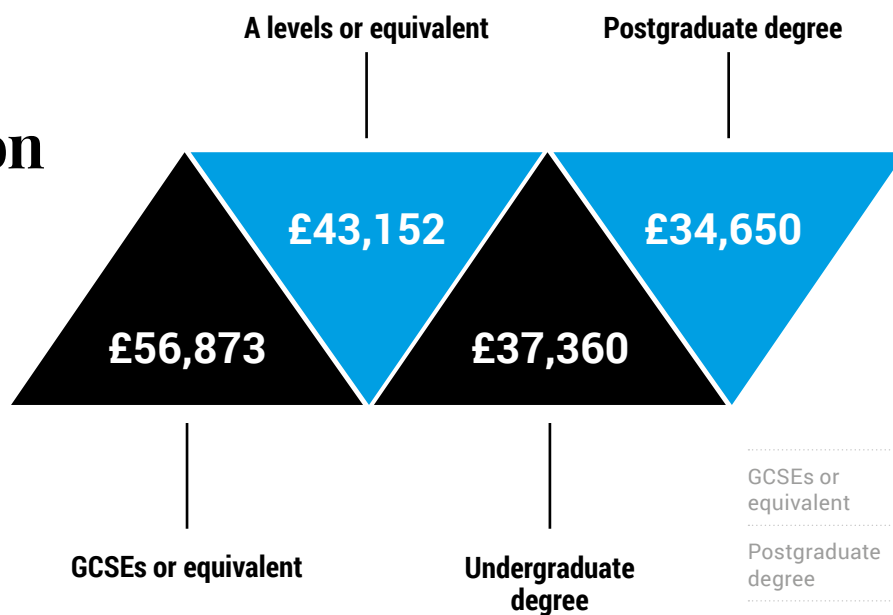 A levels or equivalent
Postgraduate degree
on
£43,152
£34,650
£56,873
£37,360
GCSEs or
equivalent
Postgraduate
degree
GCSEs or equivalent
Undergraduate
degree